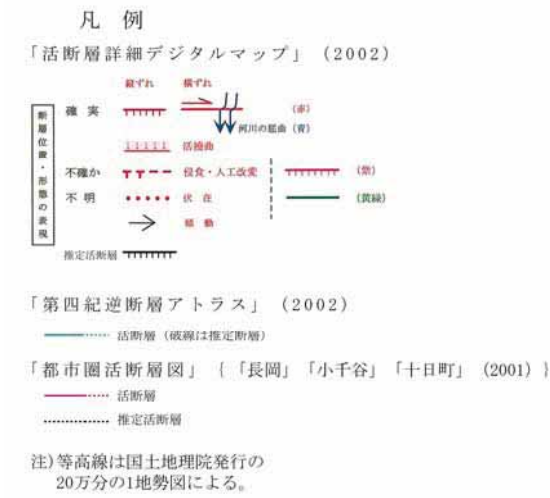 凡 例
「活断層詳細デジタルマップ」 (2002)
縦ずれ 横ずれ
断層位置・形態の表現
確 実 (赤)
河川の屈曲(青)
活撓曲
不確か 侵食・人工改変 (紫)
不 明 伏 在 (黄緑)
傾 動
推定活断層
「第四紀逆断層アトラス」 (2002)
活断層 (破線は推定断層)
「都市圏活断層図」 {「長岡」「小千谷」「十日町」 (2001) }
活断層
推定活断層
注)等高線は国土地理院発行の
20万分の1地勢図による。